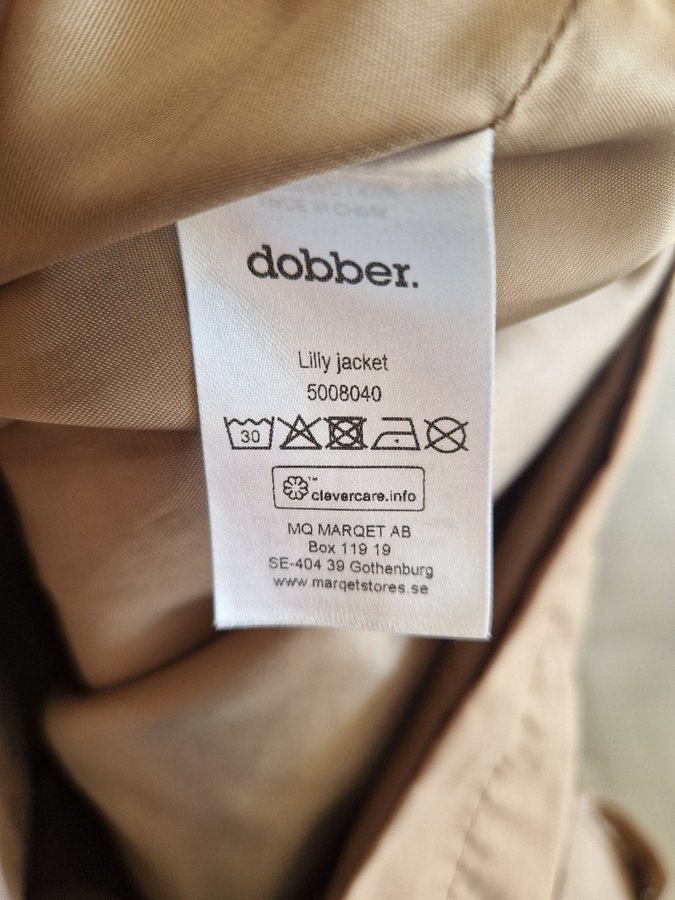 dobber.
Lilly jacket
5008040
30
clevercare.info
MQ MARQET AB
Box 119 19
SE-404 39 Gothenburg
www.marqetstores.se